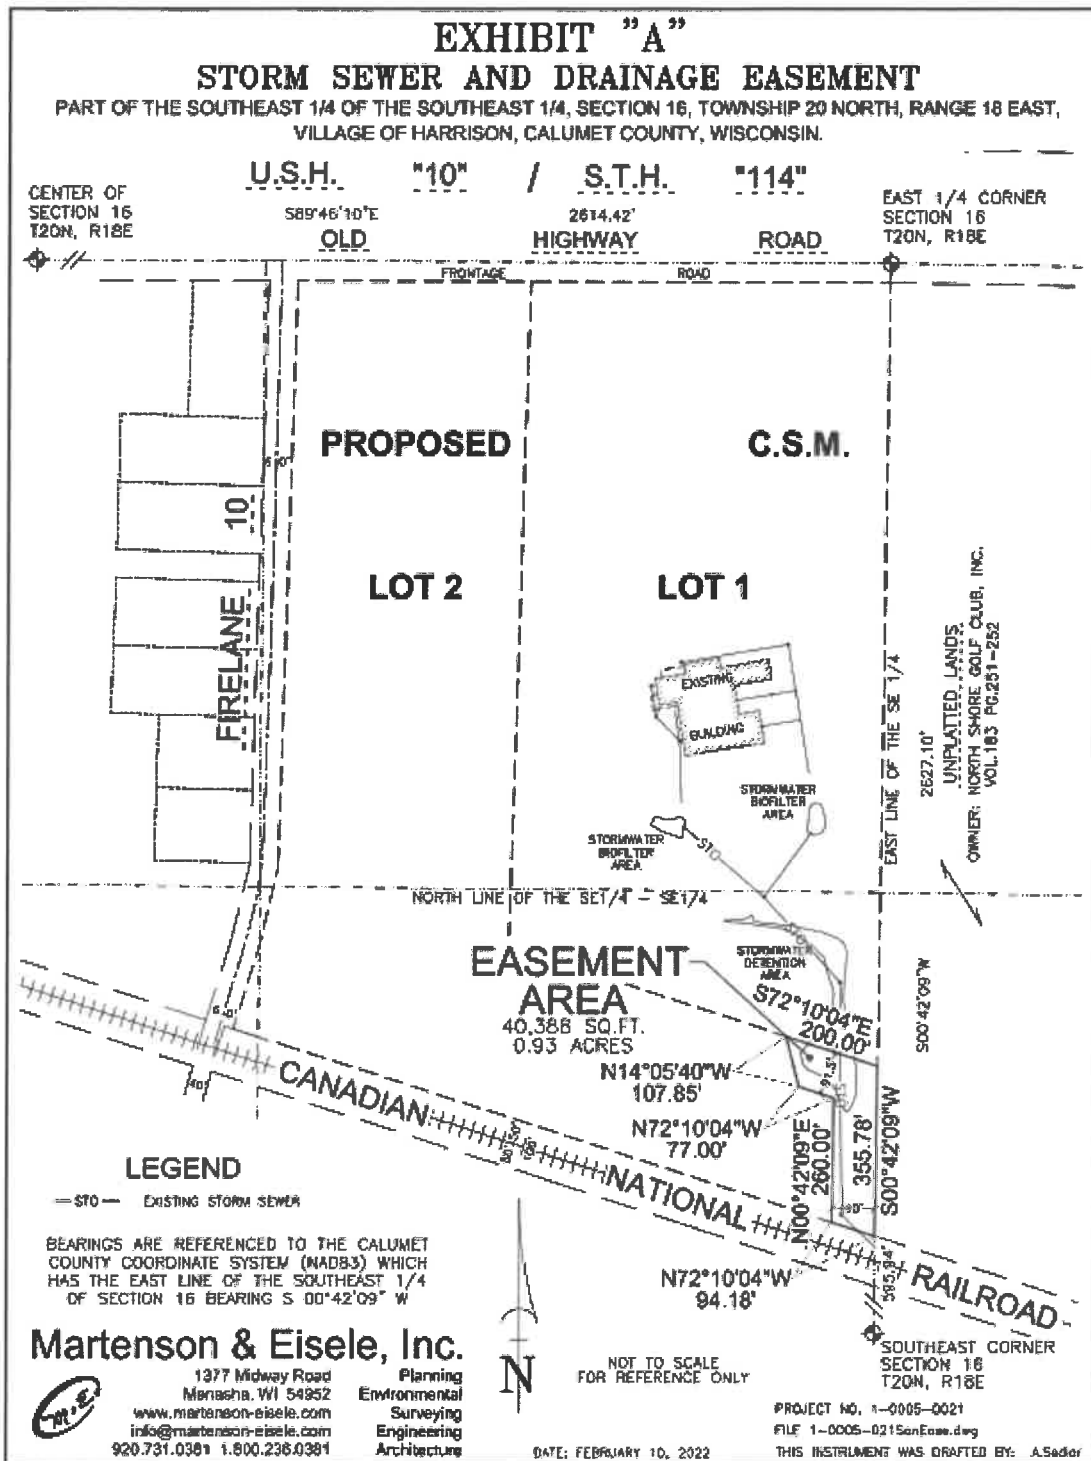 EXHIBIT "A"
STORM SEWER AND DRAINAGE EASEMENT
PART OF THE SOUTHEAST 1/4 OF THE SOUTHEAST 1/4, SECTION 16, TOWNSHIP 20 NORTH, RANGE 18 EAST,
VILLAGE OF HARRISON, CALUMET COUNTY, WISCONSIN.
U.S.H. "10" / S.T.H. "114"
CENTER OF
SECTION 16
T20N, R18E
S89°46'10"E 2614.42'
OLD HIGHWAY ROAD
EAST 1/4 CORNER
SECTION 16
T20N, R18E
FRONTAGE ROAD
PROPOSED C.S.M.
FIRELANE 10
LOT 2
LOT 1
EXISTING
BUILDING
STORMWATER
BIOFILTER
AREA
STORMWATER
BIOFILTER
AREA
STO
EAST LINE OF THE SE 1/4
2627.10'
UNPLATTED LANDS
OWNER: NORTH SHORE GOLF CLUB, INC.
VOL.183 PG.251-252
NORTH LINE OF THE SE1/4 - SE1/4
STO
STORMWATER
DETENTION
AREA
EASEMENT
AREA
40,388 SQ.FT.
0.93 ACRES
S72°10'04"E
200.00'
S00°42'09"W
N14°05'40"W
107.85'
N72°10'04"W
77.00'
N00°42'09"E
260.00'
355.78'
S00°42'09"W
90'
N72°10'04"W
94.18'
595.94'
40'
CANADIAN NATIONAL RAILROAD
LEGEND
STO EXISTING STORM SEWER
BEARINGS ARE REFERENCED TO THE CALUMET
COUNTY COORDINATE SYSTEM (NAD83) WHICH
HAS THE EAST LINE OF THE SOUTHEAST 1/4
OF SECTION 16 BEARING S 00°42'09" W
Martenson & Eisele, Inc.
1377 Midway Road
Menasha, WI 54952
www.martenson-eisele.com
info@martenson-eisele.com
920.731.0381 1.800.236.0381
Planning
Environmental
Surveying
Engineering
Architecture
N
NOT TO SCALE
FOR REFERENCE ONLY
DATE: FEBRUARY 10, 2022
SOUTHEAST CORNER
SECTION 16
T20N, R18E
PROJECT NO. 1-0005-0021
FILE 1-0005-021SanEase.dwg
THIS INSTRUMENT WAS DRAFTED BY: A.Sedor